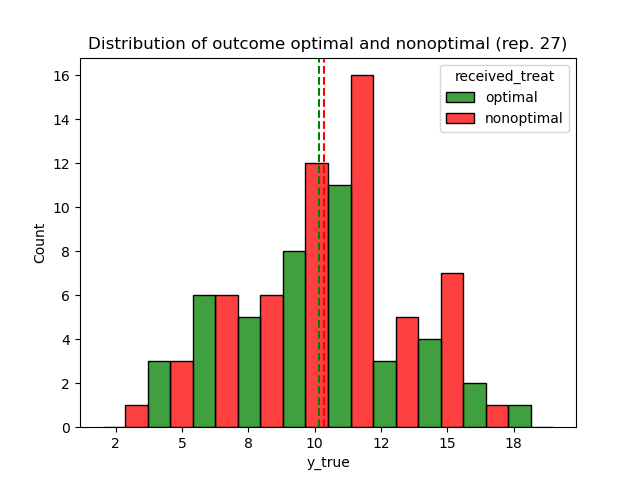 Distribution of outcome optimal and nonoptimal (rep. 27)
received_treat
optimal
nonoptimal
Count
16
14
12
10
8
6
4
2
0
2 5 8 10 12 15 18
y_true